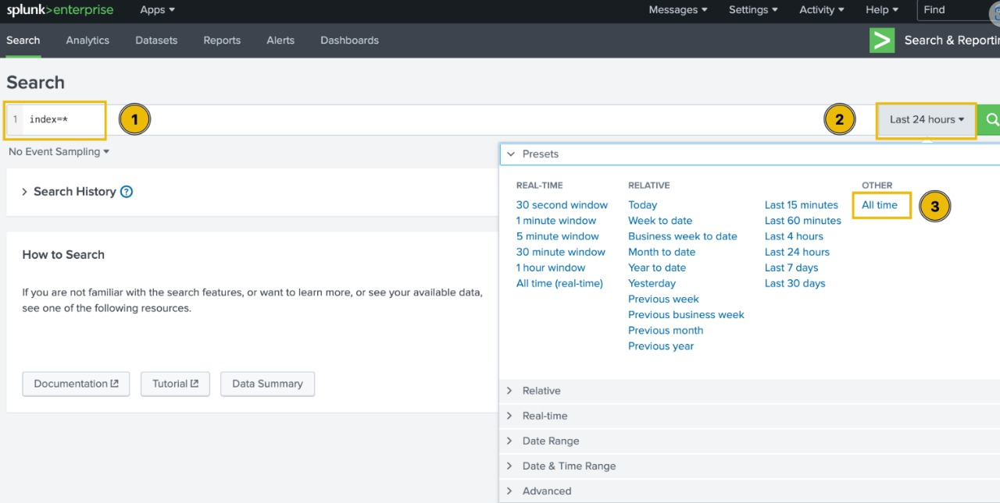 splunk>enterprise Apps Messages Settings Activity Help Find
Search Analytics Datasets Reports Alerts Dashboards Search & Reportin
Search
1 index=* 1 2 Last 24 hours
No Event Sampling
Presets
Search History ?
REAL-TIME RELATIVE OTHER
30 second window Today Last 15 minutes All time 3
1 minute window Week to date Last 60 minutes
5 minute window Business week to date Last 4 hours
30 minute window Month to date Last 24 hours
1 hour window Year to date Last 7 days
All time (real-time) Yesterday Last 30 days
Previous week
Previous business week
Previous month
Previous year
How to Search
If you are not familiar with the search features, or want to learn more, or see your available data,
see one of the following resources.
Documentation Tutorial Data Summary
Relative
Real-time
Date Range
Date & Time Range
Advanced